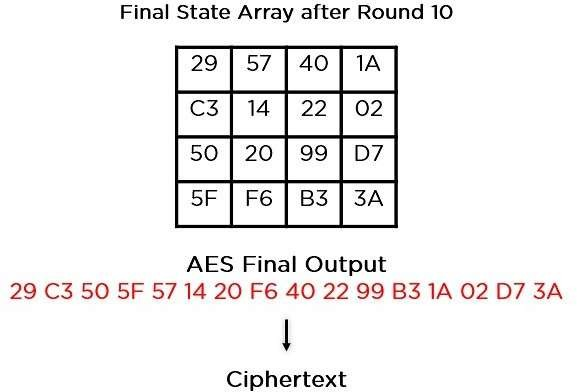 Final State Array after Round 10
29 57 40 1A
C3 14 22 02
50 20 99 D7
5F F6 B3 3A
AES Final Output
29 C3 50 5F 57 14 20 F6 40 22 99 B3 1A 02 D7 3A
Ciphertext